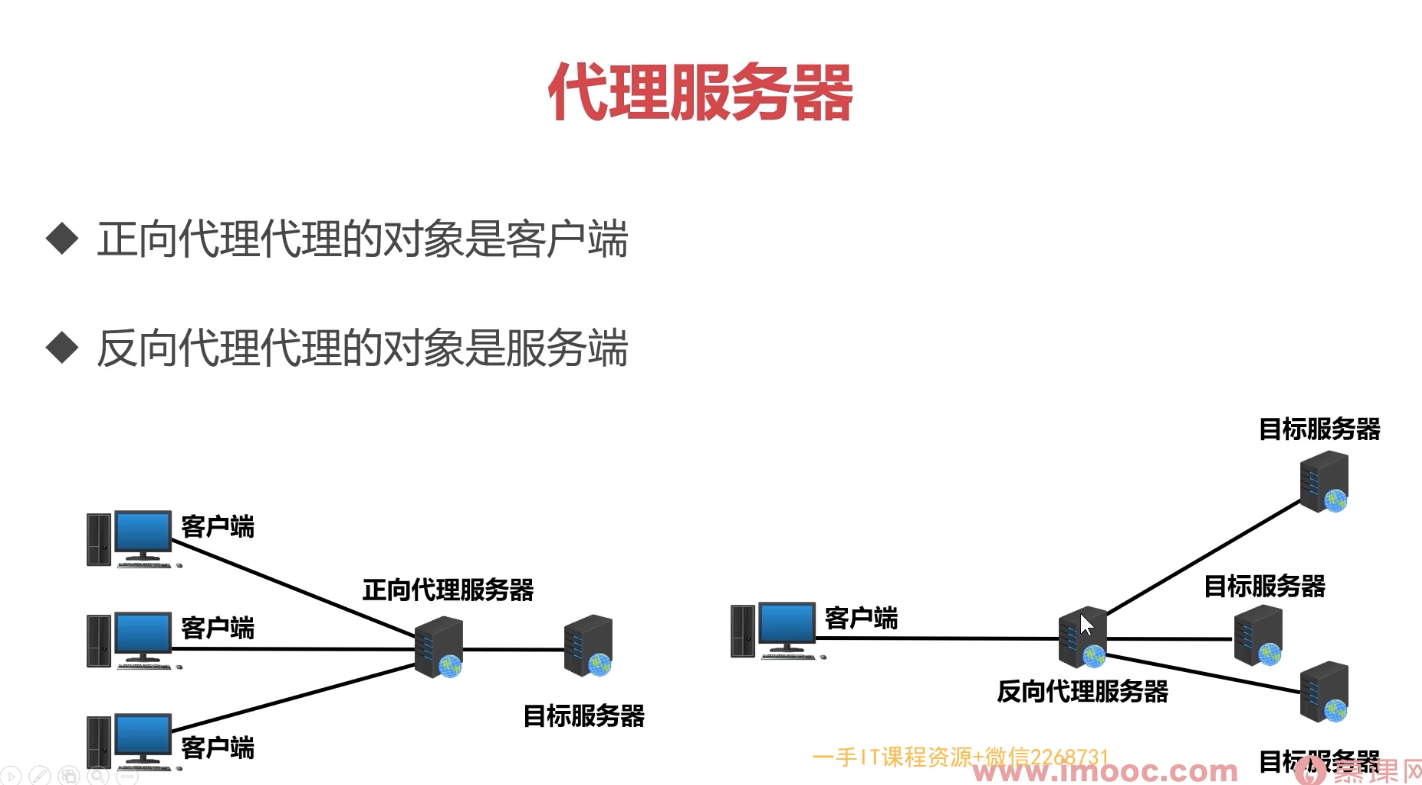 代理服务器
◆ 正向代理代理的对象是客户端
◆ 反向代理代理的对象是服务端
客户端
客户端
客户端
正向代理服务器
目标服务器
客户端
反向代理服务器
目标服务器
目标服务器
目标服务器
一手IT课程资源+微信2268731
www.imooc.com
慕课网